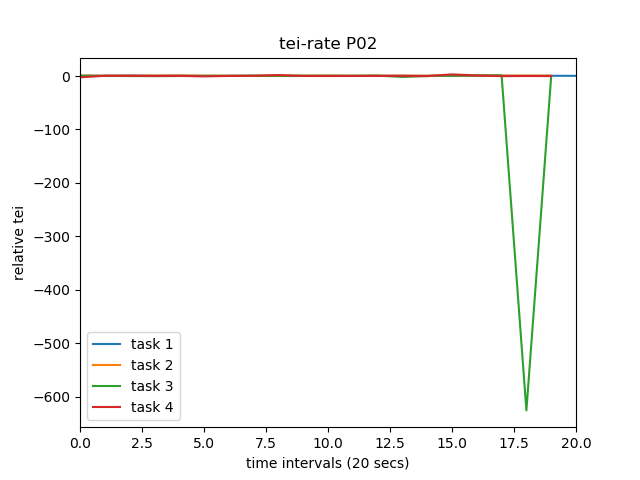 tei-rate P02
relative tei
0
−100
−200
−300
−400
−500
−600
task 1
task 2
task 3
task 4
0.0 2.5 5.0 7.5 10.0 12.5 15.0 17.5 20.0
time intervals (20 secs)